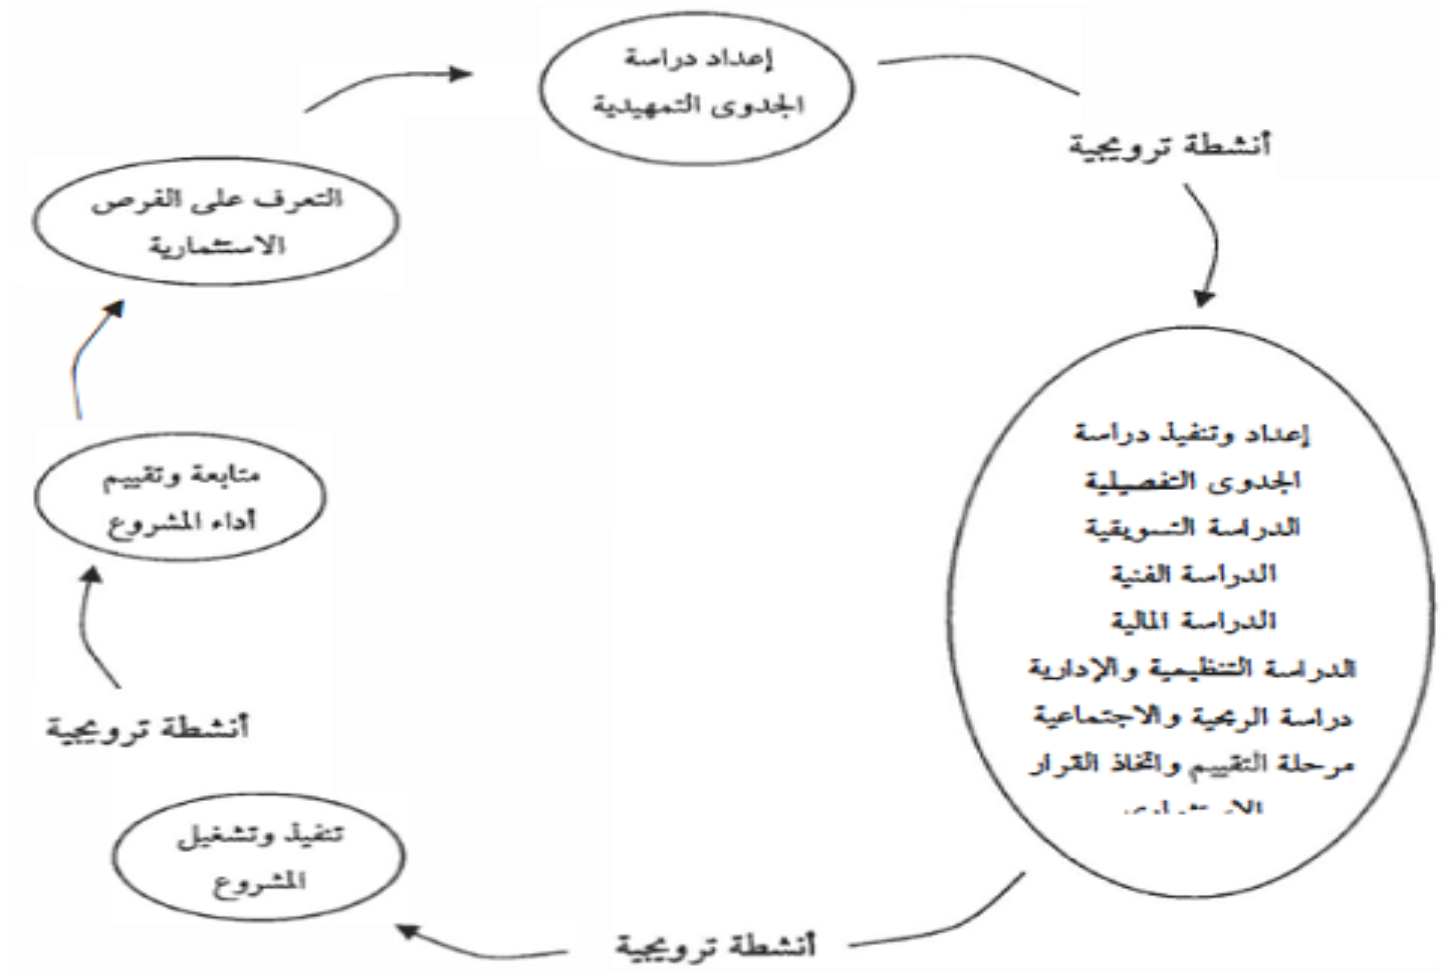 إعداد دراسة
الجدوى التمهيدية
أنشطة ترويجية
التعرف على الفرص
الاستثمارية
إعداد وتنفيذ دراسة
الجدوى التفصيلية
الدراسة التسويقية
الدراسة الفنية
الدراسة المالية
الدراسة التنظيمية والإدارية
دراسة الربحية والاجتماعية
مرحلة التقييم واتخاذ القرار
متابعة وتقييم
أداء المشروع
أنشطة ترويجية
تنفيذ وتشغيل
المشروع
أنشطة ترويجية